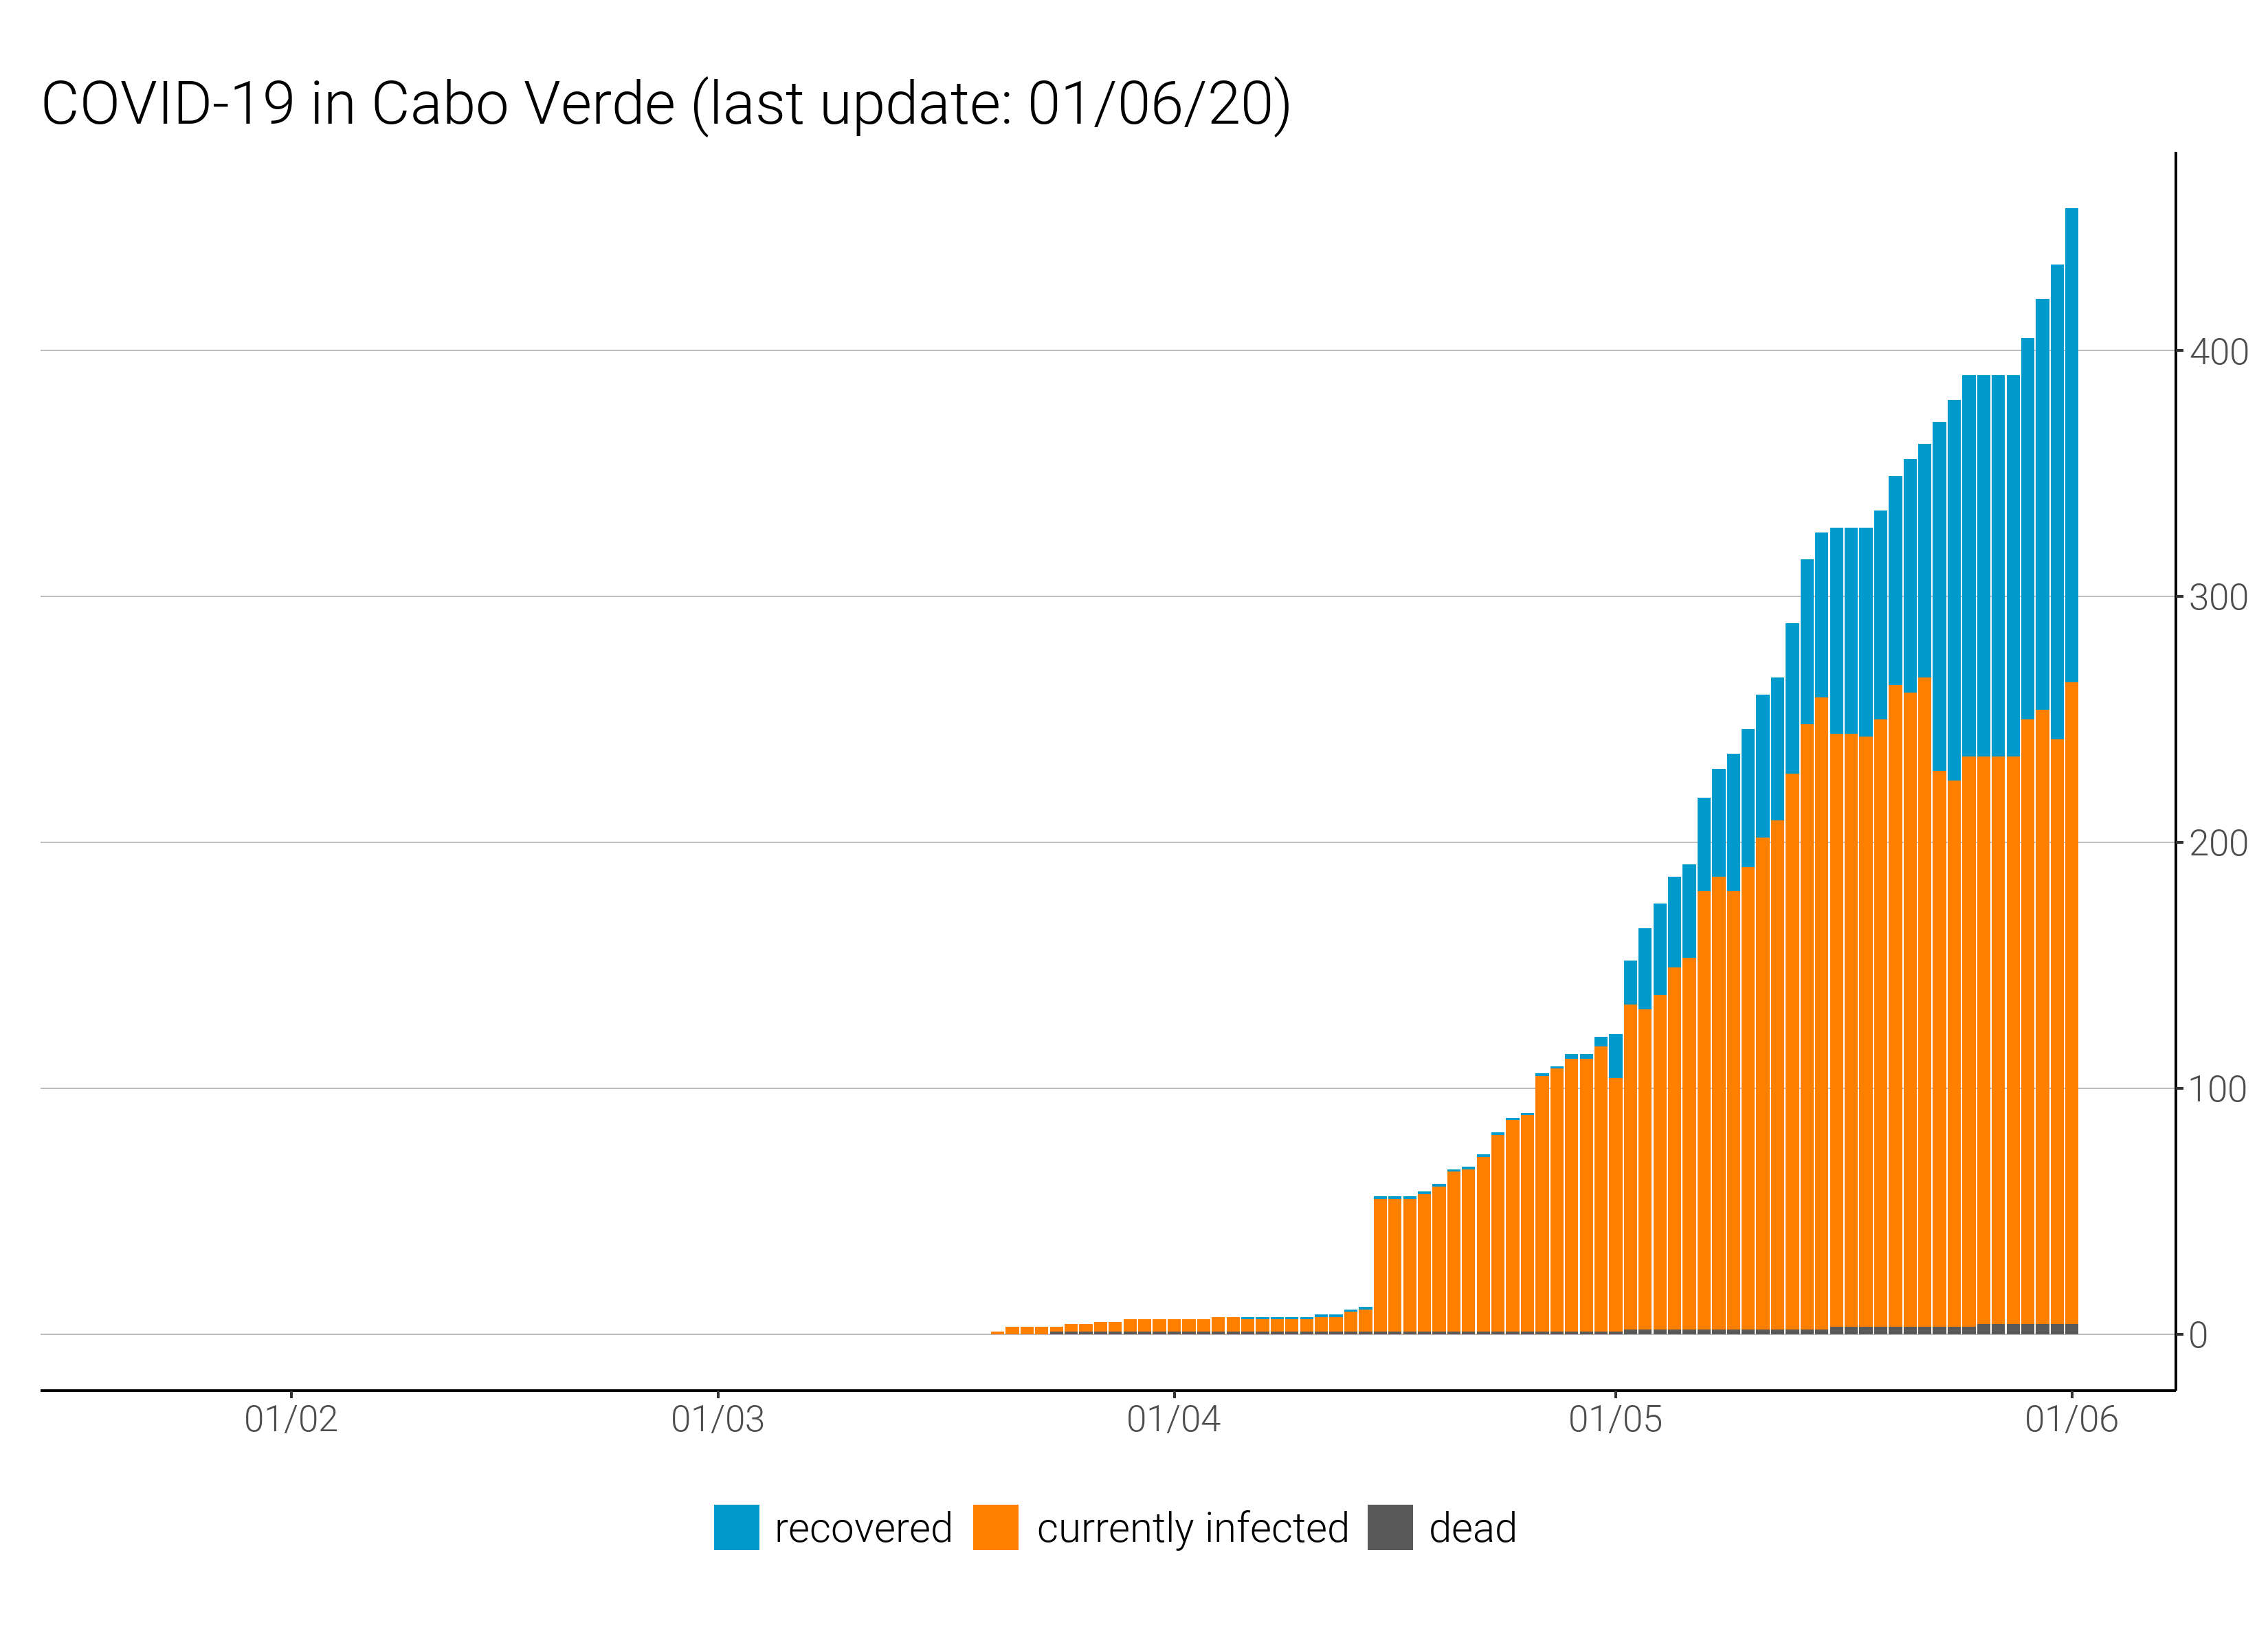 COVID-19 in Cabo Verde (last update: 01/06/20)
400
300
200
100
0
01/02 01/03 01/04 01/05 01/06
recovered currently infected dead